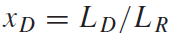 x_D = L_D/L_R